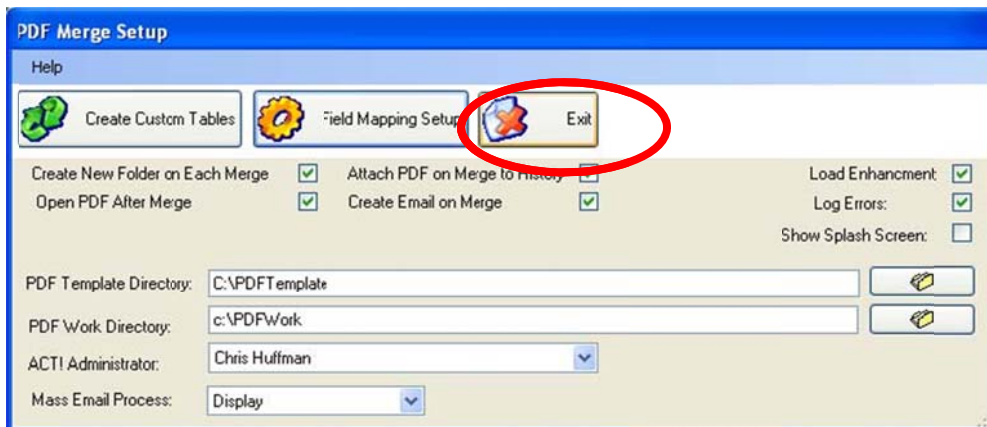 PDF Merge Setup
Help
Create Custom Tables Field Mapping Setup Exit
Create New Folder on Each Merge Attach PDF on Merge to History Load Enhancment
Open PDF After Merge Create Email on Merge Log Errors:
Show Splash Screen:
PDF Template Directory: C:\PDFTemplate
PDF Work Directory: c:\PDFWork
ACT! Administrator: Chris Huffman
Mass Email Process: Display